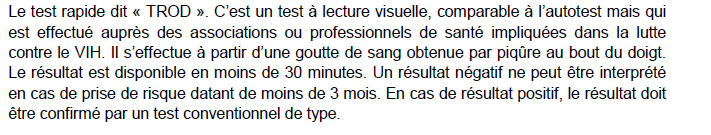 Le test rapide dit « TROD ». C’est un test à lecture visuelle, comparable à l’autotest mais qui
est effectué auprès des associations ou professionnels de santé impliquées dans la lutte
contre le VIH. Il s’effectue à partir d’une goutte de sang obtenue par piqûre au bout du doigt.
Le résultat est disponible en moins de 30 minutes. Un résultat négatif ne peut être interprété
en cas de prise de risque datant de moins de 3 mois. En cas de résultat positif, le résultat doit
être confirmé par un test conventionnel de type.